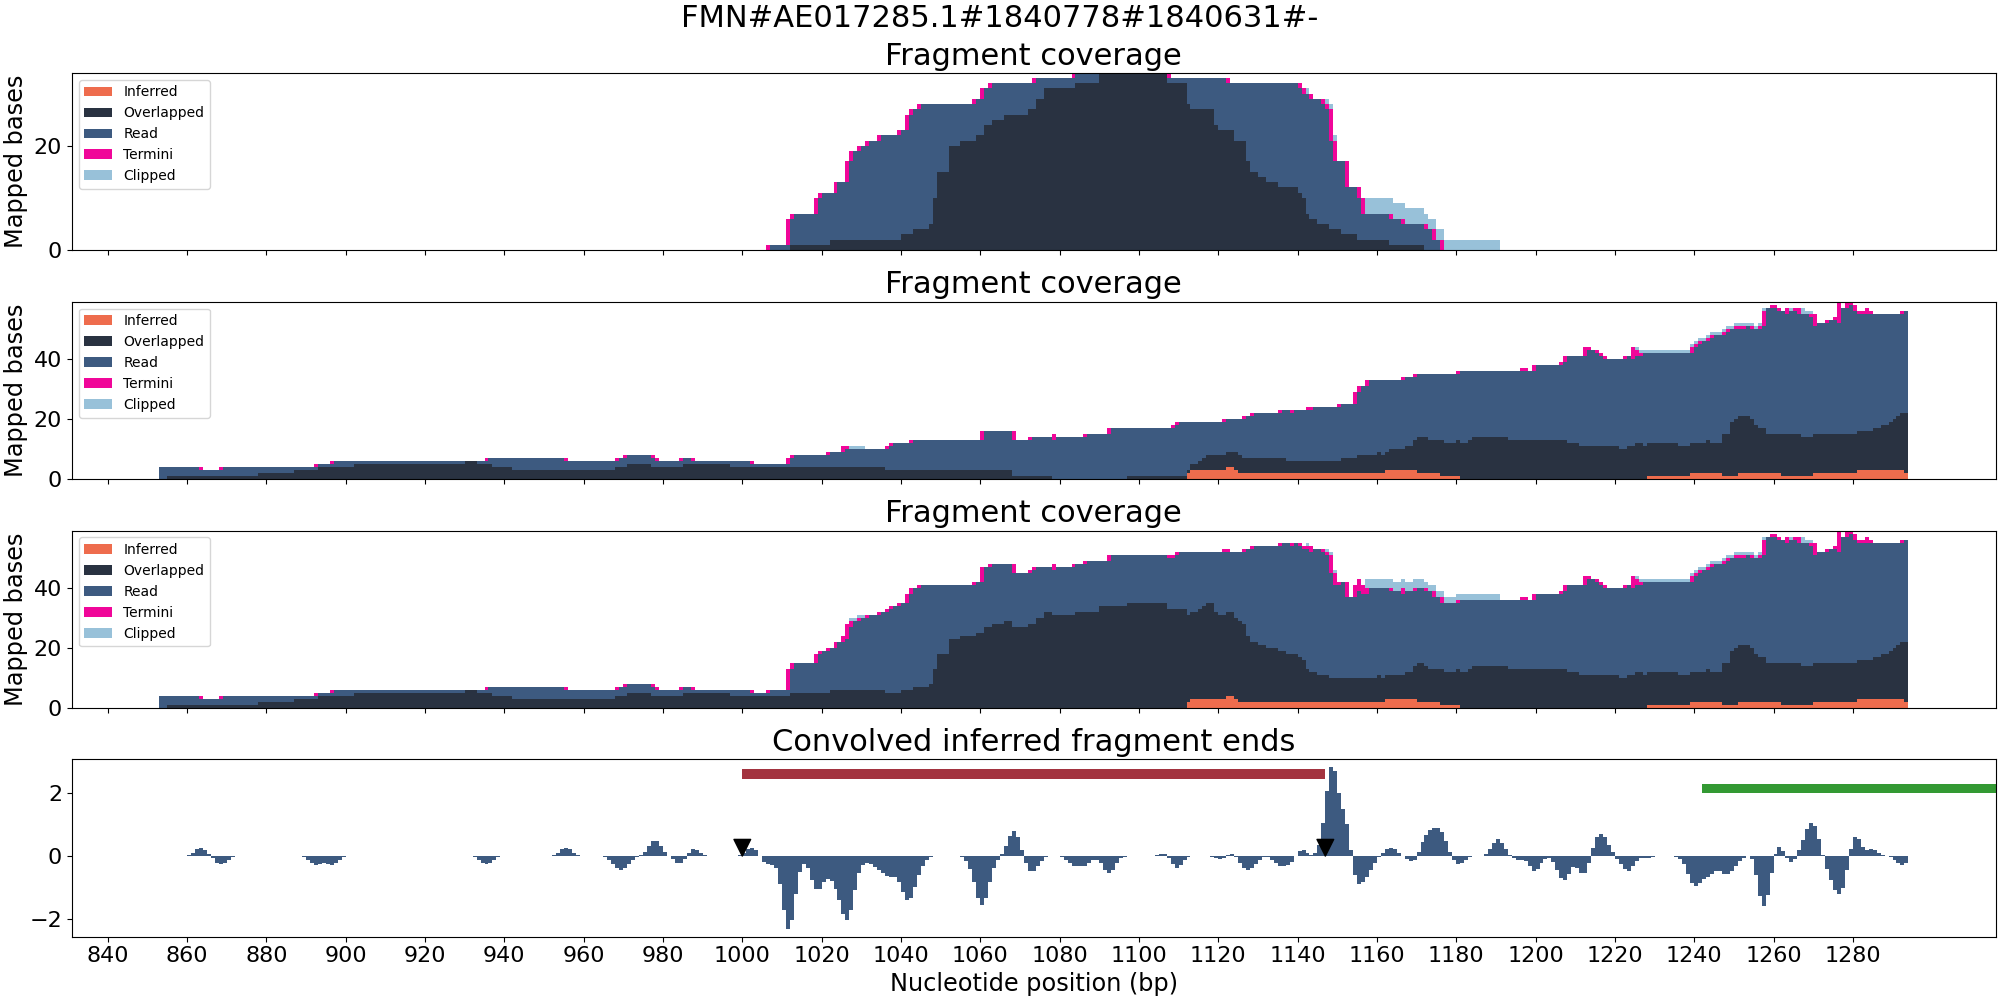 FMN#AE017285.1#1840778#1840631#-
Fragment coverage
Mapped bases
20
0
Inferred
Overlapped
Read
Termini
Clipped
Fragment coverage
Mapped bases
40
20
0
Inferred
Overlapped
Read
Termini
Clipped
Fragment coverage
Mapped bases
40
20
0
Inferred
Overlapped
Read
Termini
Clipped
Convolved inferred fragment ends
2
0
−2
840 860 880 900 920 940 960 980 1000 1020 1040 1060 1080 1100 1120 1140 1160 1180 1200 1220 1240 1260 1280
Nucleotide position (bp)